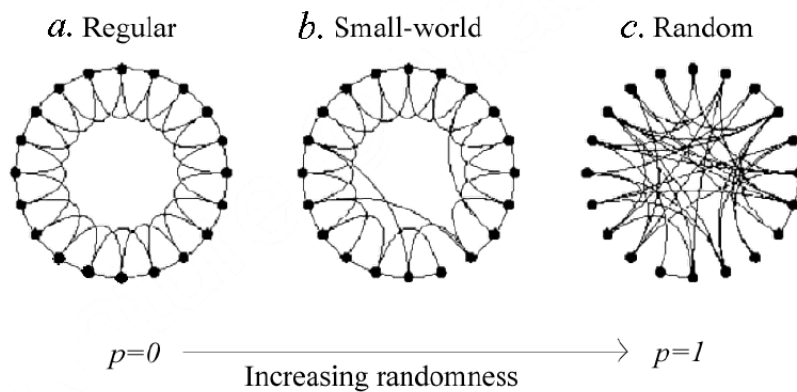 a. Regular
b. Small-world
c. Random
p=0
p=1
Increasing randomness